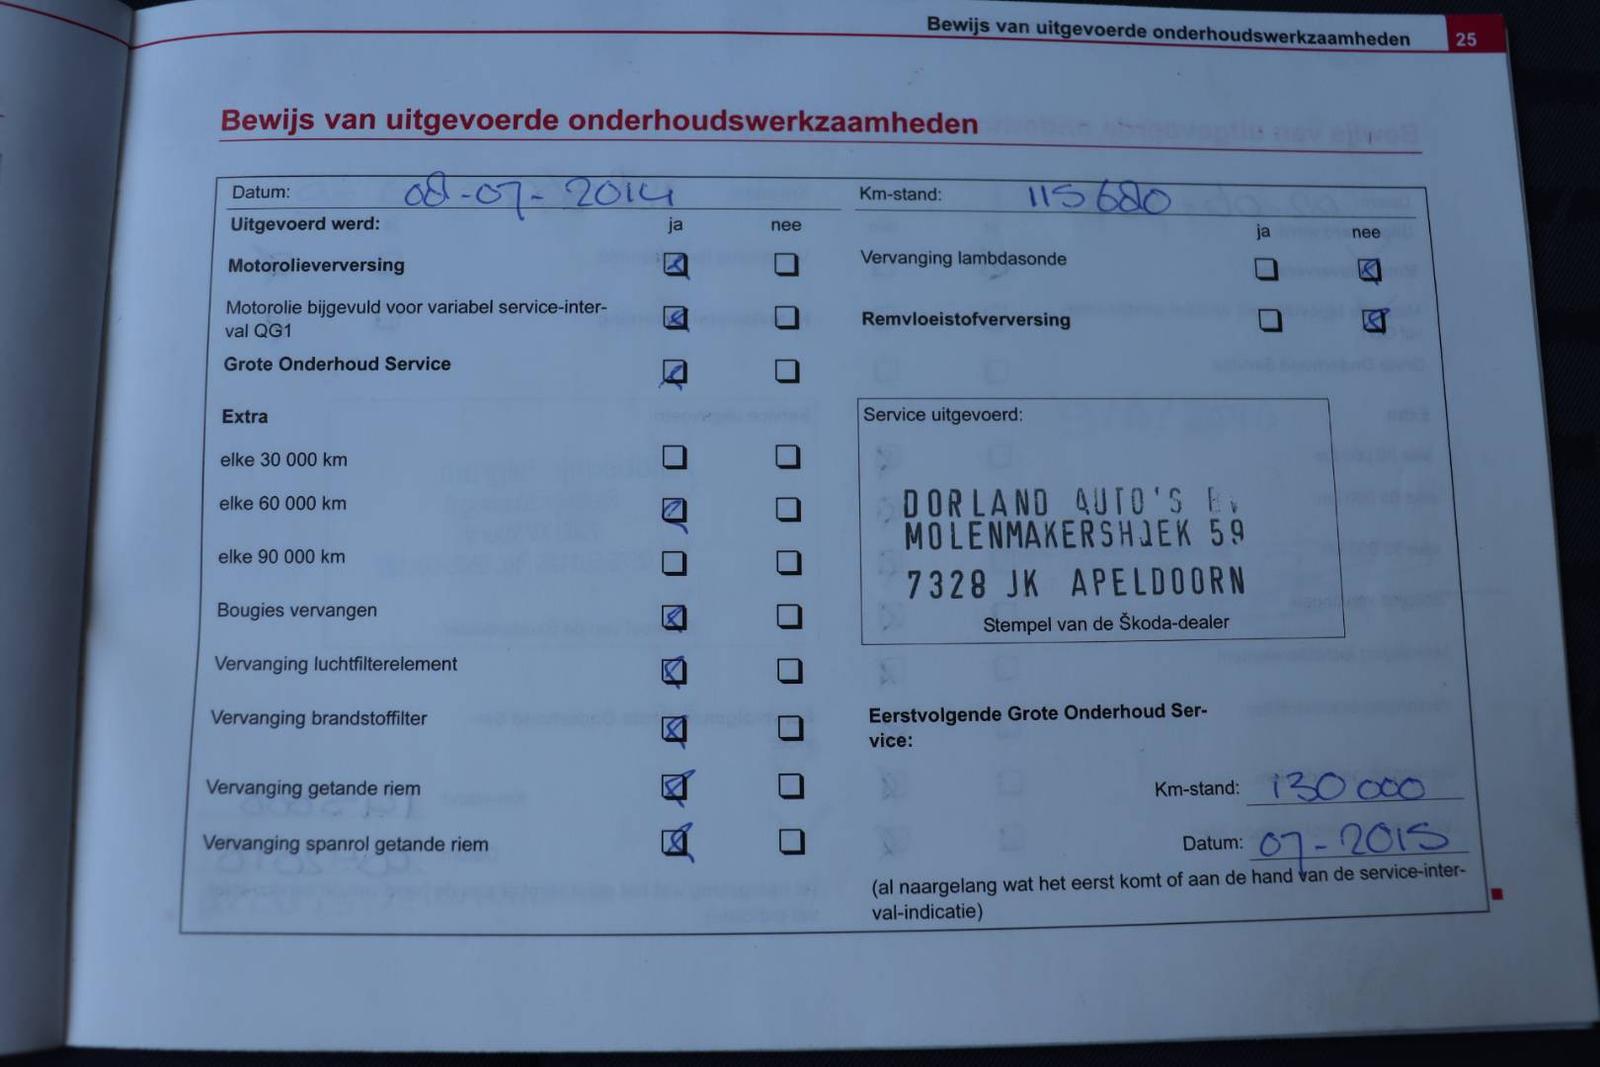 Bewijs van uitgevoerde onderhoudswerkzaamheden 25
Bewijs van uitgevoerde onderhoudswerkzaamheden
Datum: 08-07-2014
Km-stand: 115680
Uitgevoerd werd: ja nee
ja nee
Motorolieverversing
Motorolie bijgevuld voor variabel service-inter-
val QG1
Grote Onderhoud Service
Extra
elke 30 000 km
elke 60 000 km
elke 90 000 km
Bougies vervangen
Vervanging luchtfilterelement
Vervanging brandstoffilter
Vervanging getande riem
Vervanging spanrol getande riem
Vervanging lambdasonde
Remvloeistofverversing
Service uitgevoerd:
DORLAND AUTO'S
MOLENMAKERSHOEK 59
7328 JK APELDOORN
Stempel van de Škoda-dealer
Eerstvolgende Grote Onderhoud Ser-
vice:
Km-stand: 130 000
Datum: 07-2015
(al naargelang wat het eerst komt of aan de hand van de service-inter-
val-indicatie)